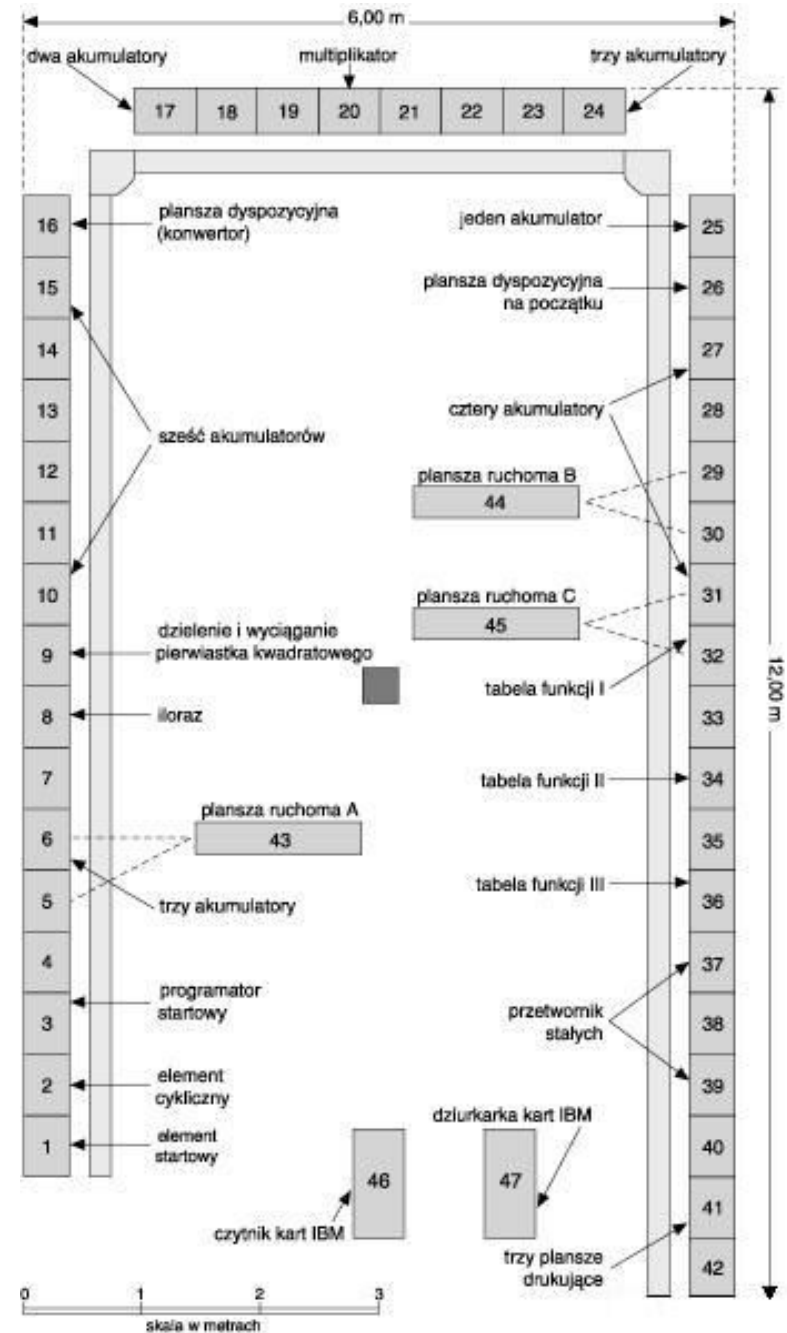 6,00 m
dwa akumulatory
multiplikator
trzy akumulatory
17 18 19 20 21 22 23 24
16
plansza dyspozycyjna
(konwertor)
jeden akumulator
25
15
plansza dyspozycyjna
na początku
26
14
27
13
sześć akumulatorów
cztery akumulatory
28
12
plansza ruchoma B
44
29
11
30
10
plansza ruchoma C
45
31
9
dzielenie i wyciąganie
pierwiastka kwadratowego
32
12,00 m
8
iloraz
tabela funkcji I
33
7
tabela funkcji II
34
plansza ruchoma A
6
43
35
5
trzy akumulatory
tabela funkcji III
36
4
37
3
programator
startowy
przetwornik
stałych
38
2
element
cykliczny
39
1
element
startowy
dziurkarka kart IBM
40
46
47
41
czytnik kart IBM
trzy plansze
drukujące
42
0 1 2 3
skala w metrach